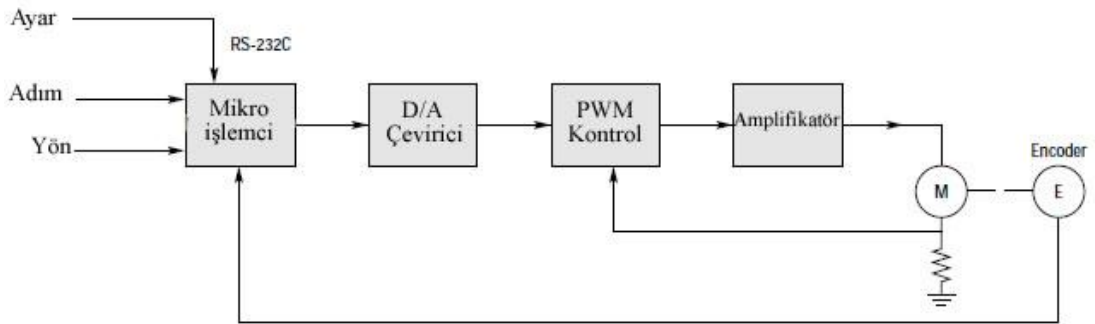 Ayar
RS-232C
Adım
Yön
Mikro
işlemci
D/A
Çevirici
PWM
Kontrol
Amplifikatör
Encoder
M
E